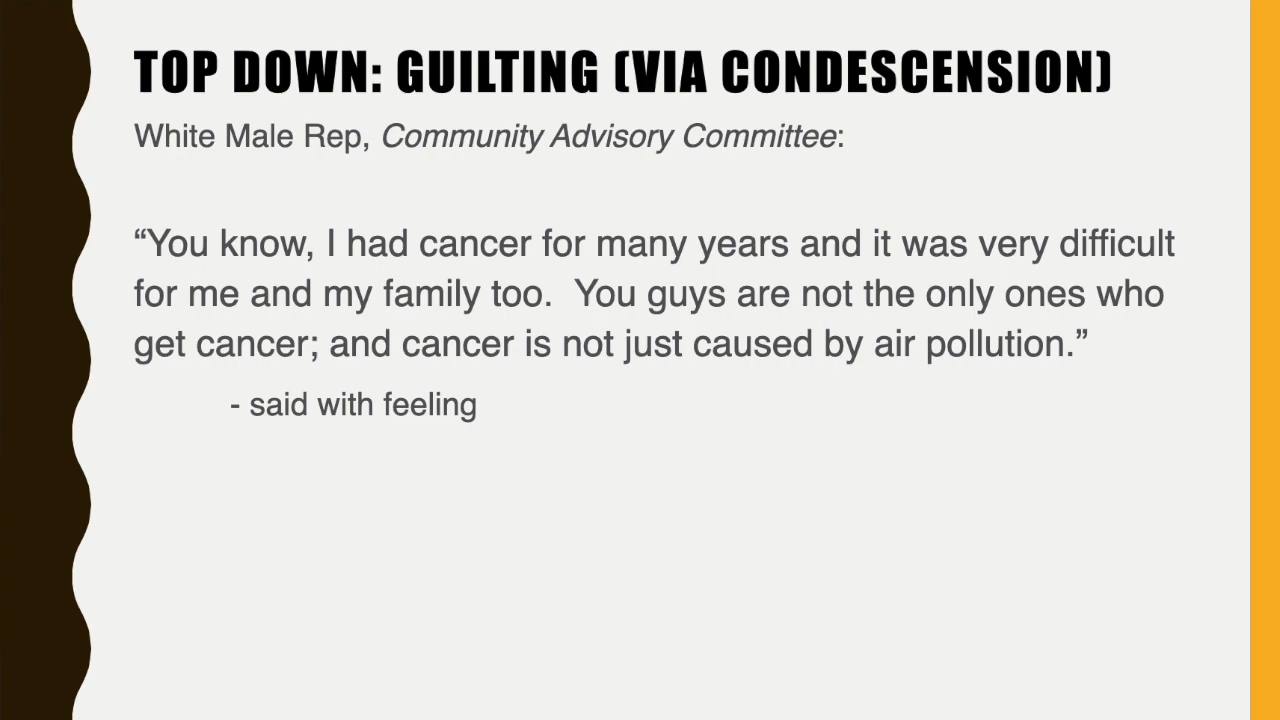 TOP DOWN: GUILTING (VIA CONDESCENSION)
White Male Rep, Community Advisory Committee:
“You know, I had cancer for many years and it was very difficult
for me and my family too.  You guys are not the only ones who
get cancer; and cancer is not just caused by air pollution.”
- said with feeling